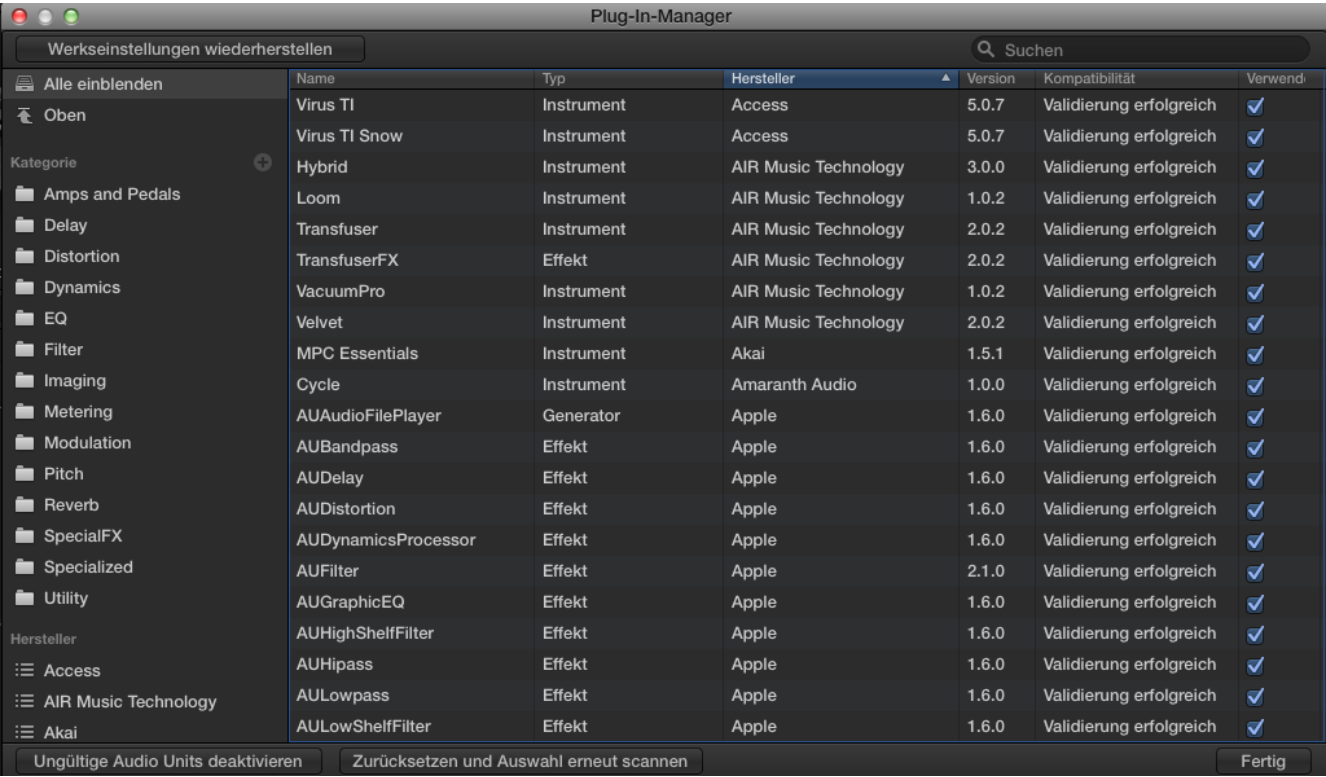 Plug-In-Manager
Werkseinstellungen wiederherstellen
Suchen
Alle einblenden
Oben
Kategorie
Amps and Pedals
Delay
Distortion
Dynamics
EQ
Filter
Imaging
Metering
Modulation
Pitch
Reverb
SpecialFX
Specialized
Utility
Hersteller
Access
AIR Music Technology
Akai
Name Typ Hersteller Version Kompatibilität Verwend
Virus TI Instrument Access 5.0.7 Validierung erfolgreich
Virus TI Snow Instrument Access 5.0.7 Validierung erfolgreich
Hybrid Instrument AIR Music Technology 3.0.0 Validierung erfolgreich
Loom Instrument AIR Music Technology 1.0.2 Validierung erfolgreich
Transfuser Instrument AIR Music Technology 2.0.2 Validierung erfolgreich
TransfuserFX Effekt AIR Music Technology 2.0.2 Validierung erfolgreich
VacuumPro Instrument AIR Music Technology 1.0.2 Validierung erfolgreich
Velvet Instrument AIR Music Technology 2.0.2 Validierung erfolgreich
MPC Essentials Instrument Akai 1.5.1 Validierung erfolgreich
Cycle Instrument Amaranth Audio 1.0.0 Validierung erfolgreich
AUAudioFilePlayer Generator Apple 1.6.0 Validierung erfolgreich
AUBandpass Effekt Apple 1.6.0 Validierung erfolgreich
AUDelay Effekt Apple 1.6.0 Validierung erfolgreich
AUDistortion Effekt Apple 1.6.0 Validierung erfolgreich
AUDynamicsProcessor Effekt Apple 1.6.0 Validierung erfolgreich
AUFilter Effekt Apple 2.1.0 Validierung erfolgreich
AUGraphicEQ Effekt Apple 1.6.0 Validierung erfolgreich
AUHighShelfFilter Effekt Apple 1.6.0 Validierung erfolgreich
AUHipass Effekt Apple 1.6.0 Validierung erfolgreich
AULowpass Effekt Apple 1.6.0 Validierung erfolgreich
AULowShelfFilter Effekt Apple 1.6.0 Validierung erfolgreich
Ungültige Audio Units deaktivieren
Zurücksetzen und Auswahl erneut scannen
Fertig